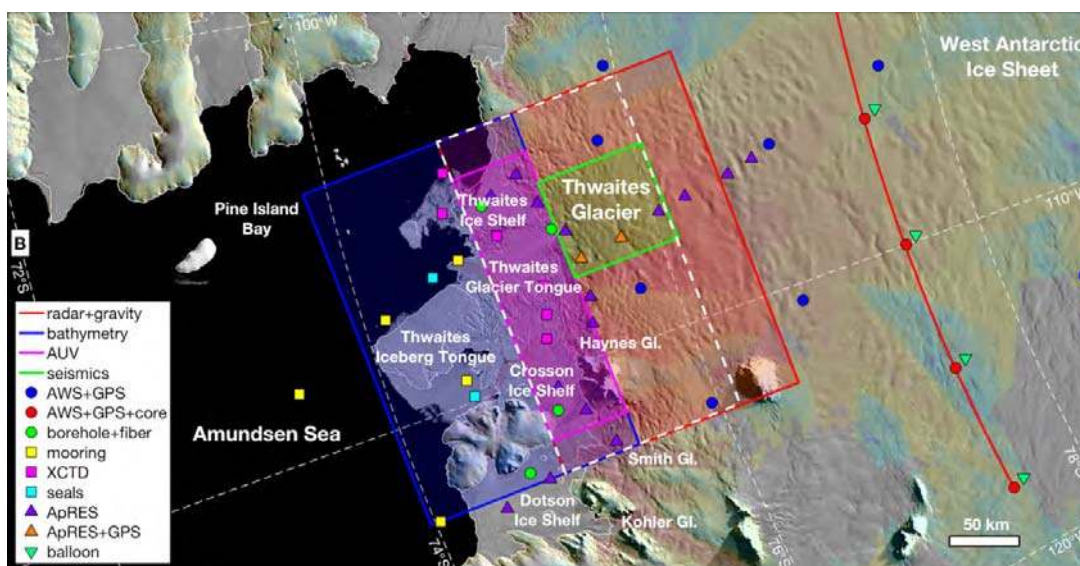 100°W
West Antarctic
Ice Sheet
Thwaites
Ice Shelf
Thwaites
Glacier
Pine Island
Bay
110°W
B
72°S
Thwaites
Glacier Tongue
radar+gravity
bathymetry
AUV
seismics
AWS+GPS
AWS+GPS+core
borehole+fiber
mooring
XCTD
seals
ApRES
ApRES+GPS
balloon
Thwaites
Iceberg Tongue
Haynes Gl.
Crosson
Ice Shelf
Amundsen Sea
Smith Gl.
78°S
Dotson
Ice Shelf
Kohler Gl.
50 km
74°S
76°S
120°W